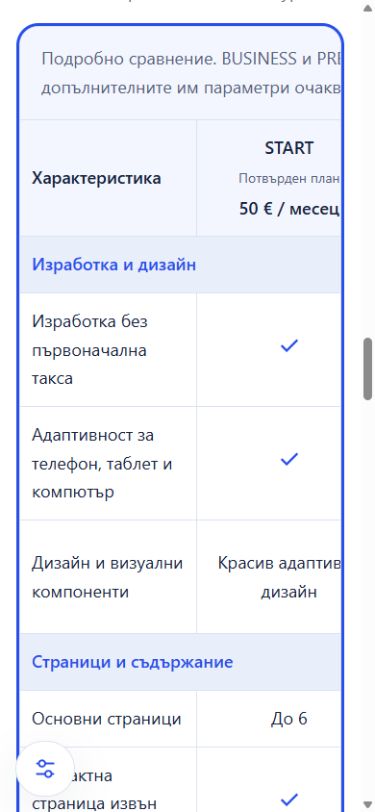 Подробно сравнение. BUSINESS и PRE
допълнителните им параметри очакв
START
Потвърден план
50 € / месец
Характеристика
Изработка и дизайн
Изработка без
първоначална
такса
Адаптивност за
телефон, таблет и
компютър
Дизайн и визуални
компоненти
Красив адаптив
дизайн
Страници и съдържание
Основни страници
До 6
актна
страница извън